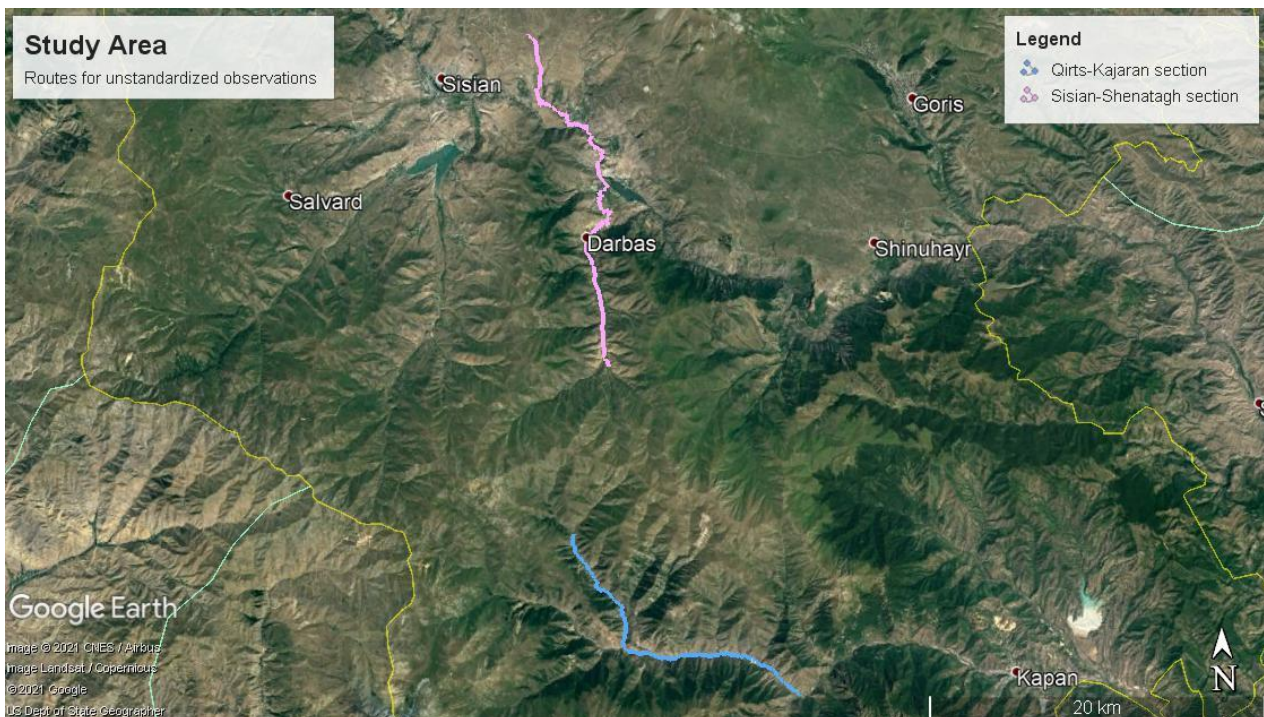 Study Area
Routes for unstandardized observations
Legend
Qirts-Kajaran section
Sisian-Shenatagh section
Sisian
Goris
Salvard
Darbas
Shinuhayr
Google Earth
Image © 2021 CNES / Airbus
Image Landsat / Copernicus
© 2021 Google
US Dept of State Geographer
Kapan
N
20 km